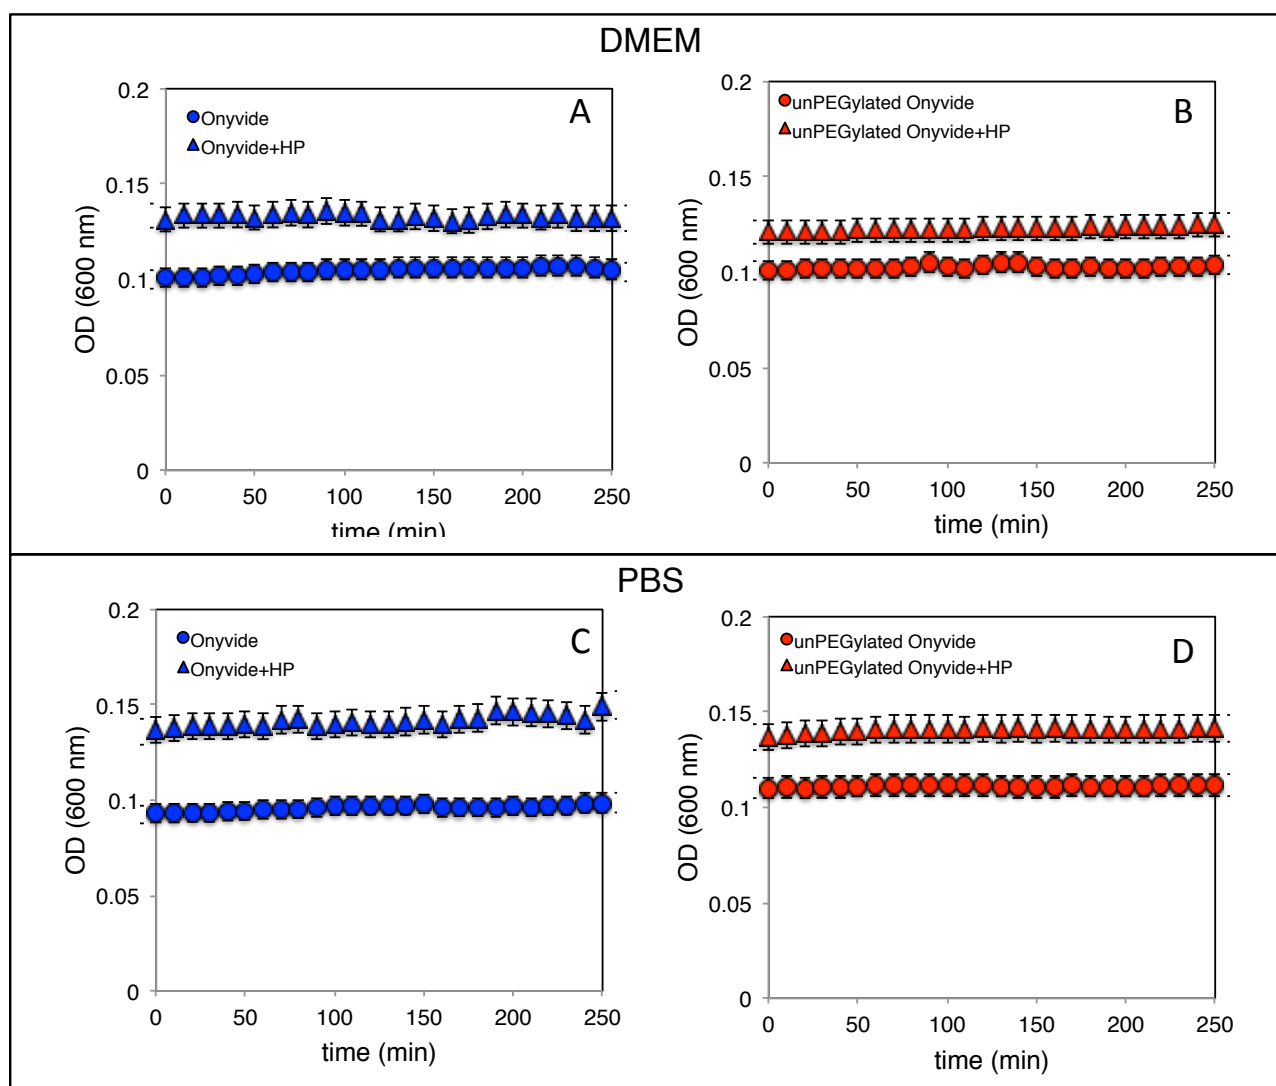 DMEM
0.2
0.15
0.1
0.05
0
OD (600 nm)
Onyvide
Onyvide+HP
A
0 50 100 150 200 250
time (min)
0.2
0.15
0.1
0.05
0
OD (600 nm)
unPEGylated Onyvide
unPEGylated Onyvide+HP
B
0 50 100 150 200 250
time (min)
PBS
0.2
0.15
0.1
0.05
0
OD (600 nm)
Onyvide
Onyvide+HP
C
0 50 100 150 200 250
time (min)
0.2
0.15
0.1
0.05
0
OD (600 nm)
unPEGylated Onyvide
unPEGylated Onyvide+HP
D
0 50 100 150 200 250
time (min)